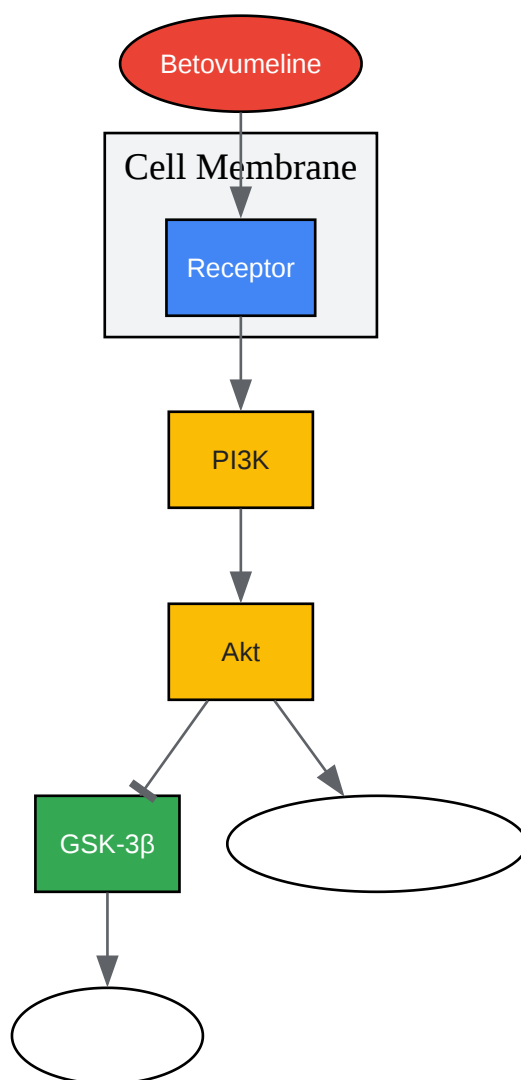 Betovumeline
Cell Membrane
Receptor
PI3K
Akt
GSK-3β